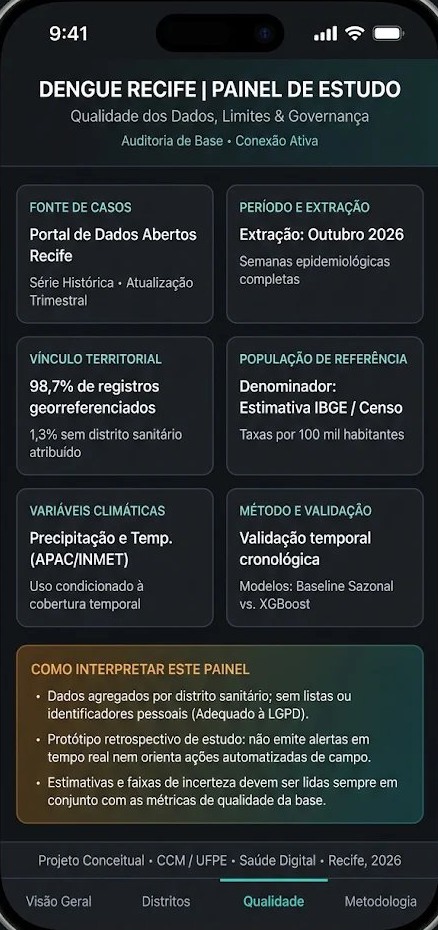 9:41
DENGUE RECIFE | PAINEL DE ESTUDO
Qualidade dos Dados, Limites & Governança
Auditoria de Base • Conexão Ativa
FONTE DE CASOS
Portal de Dados Abertos
Recife
Série Histórica • Atualização
Trimestral
PERÍODO E EXTRAÇÃO
Extração: Outubro 2026
Semanas epidemiológicas
completas
VÍNCULO TERRITORIAL
98,7% de registros
georreferenciados
1,3% sem distrito sanitário
atribuído
POPULAÇÃO DE REFERÊNCIA
Denominador:
Estimativa IBGE / Censo
Taxas por 100 mil habitantes
VARIÁVEIS CLIMÁTICAS
Precipitação e Temp.
(APAC/INMET)
Uso condicionado à
cobertura temporal
MÉTODO E VALIDAÇÃO
Validação temporal
cronológica
Modelos: Baseline Sazonal
vs. XGBoost
COMO INTERPRETAR ESTE PAINEL
• Dados agregados por distrito sanitário; sem listas ou
identificadores pessoais (Adequado à LGPD).
• Protótipo retrospectivo de estudo: não emite alertas em
tempo real nem orienta ações automatizadas de campo.
• Estimativas e faixas de incerteza devem ser lidas sempre em
conjunto com as métricas de qualidade da base.
Projeto Conceitual • CCM / UFPE • Saúde Digital • Recife, 2026
Visão Geral
Distritos
Qualidade
Metodologia